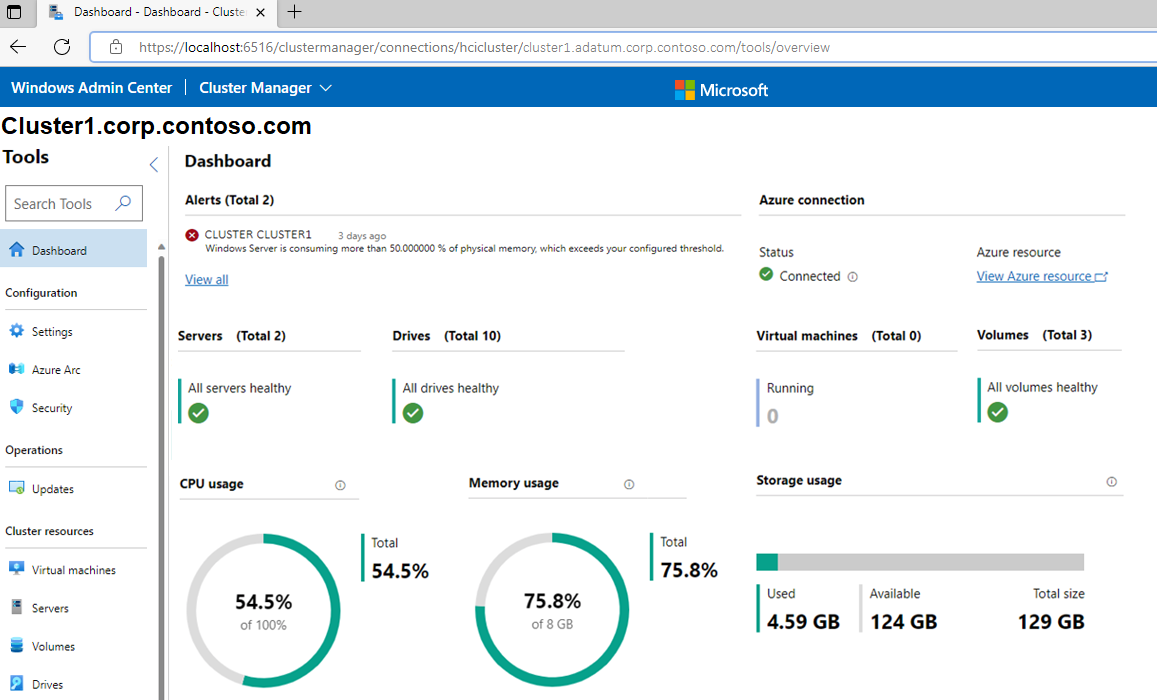 Dashboard - Dashboard - Cluste
https://localhost:6516/clustermanager/connections/hcicluster/cluster1.adatum.corp.contoso.com/tools/overview
Windows Admin Center | Cluster Manager
Microsoft
Cluster1.corp.contoso.com
Tools
Search Tools
Dashboard
Configuration
Settings
Azure Arc
Security
Operations
Updates
Cluster resources
Virtual machines
Servers
Volumes
Drives
Dashboard
Alerts (Total 2)
CLUSTER CLUSTER1 3 days ago
Windows Server is consuming more than 50.000000 % of physical memory, which exceeds your configured threshold.
View all
Azure connection
Status
Connected
Azure resource
View Azure resource
Servers (Total 2)
All servers healthy
Drives (Total 10)
All drives healthy
Virtual machines (Total 0)
Running
0
Volumes (Total 3)
All volumes healthy
CPU usage
54.5%
of 100%
Total
54.5%
Memory usage
75.8%
of 8 GB
Total
75.8%
Storage usage
Used
4.59 GB
Available
124 GB
Total size
129 GB